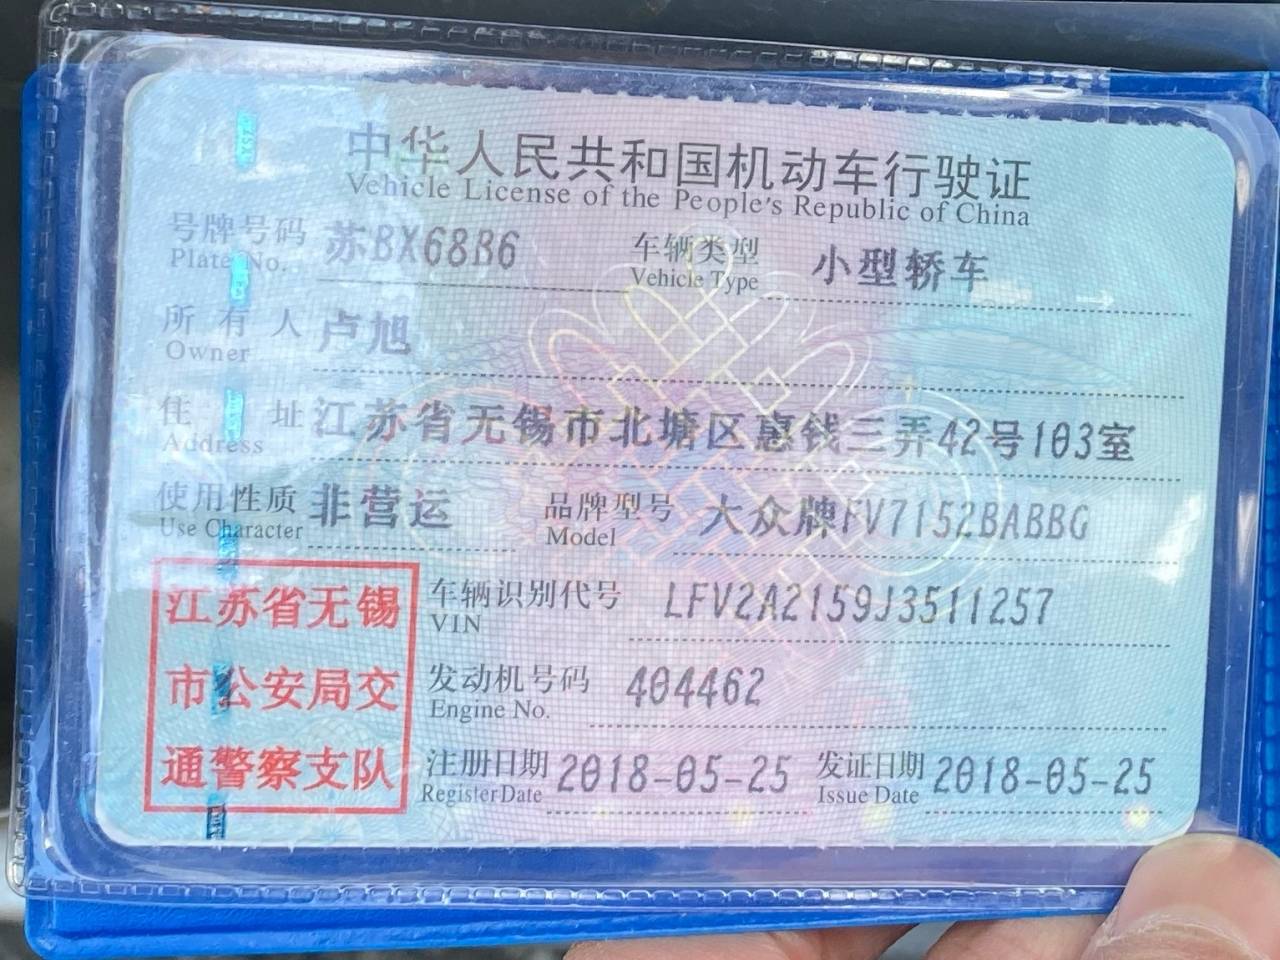 中华人民共和国机动车行驶证
Vehicle License of the People's Republic of China
号牌号码 苏BX68B6 车辆类型 小型轿车
Plate No. Vehicle Type
所有人 卢旭
Owner
住址 江苏省无锡市北塘区惠钱三弄42号103室
Address
使用性质 非营运 品牌型号 大众牌FV7152BABBG
Use Character Model
江苏省无锡
市公安局交
通警察支队
车辆识别代号 LFV2A2159J3511257
VIN
发动机号码 404462
Engine No.
注册日期 2018-05-25 发证日期 2018-05-25
Register Date Issue Date